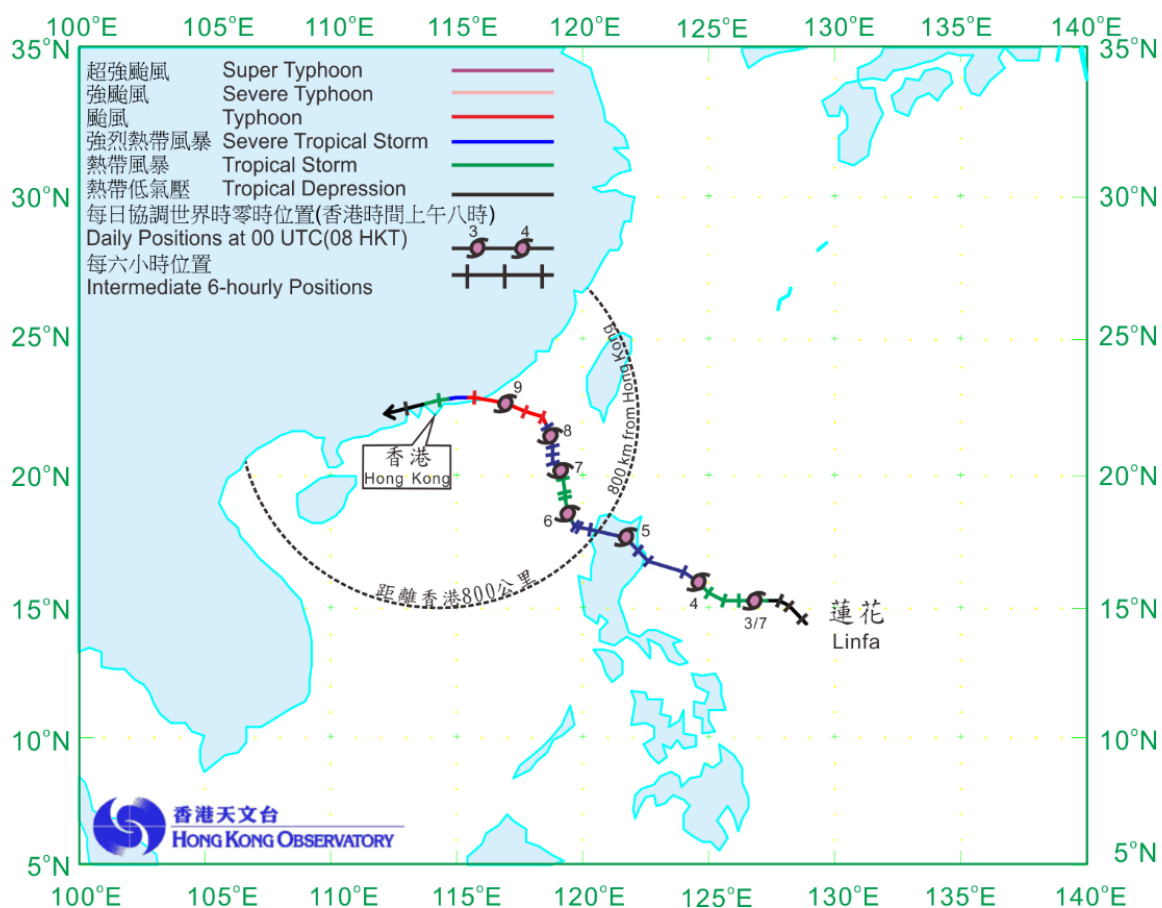 100°E 105°E 110°E 115°E 120°E 125°E 130°E 135°E 140°E
35°N 35°N
超強颱風 Super Typhoon
強颱風 Severe Typhoon
颱風 Typhoon
強烈熱帶風暴 Severe Tropical Storm
熱帶風暴 Tropical Storm
熱帶低氣壓 Tropical Depression
30°N 30°N
每日協調世界時零時位置(香港時間上午八時)
3 4
Daily Positions at 00 UTC(08 HKT)
每六小時位置
Intermediate 6-hourly Positions
25°N 25°N
800 km from Hong Kong
9
8
香港
Hong Kong
7
20°N 20°N
6
5
距離香港800公里
4
3/7
15°N 15°N
蓮花
Linfa
10°N 10°N
香港天文台
HONG KONG OBSERVATORY
5°N 5°N
100°E 105°E 110°E 115°E 120°E 125°E 130°E 135°E 140°E